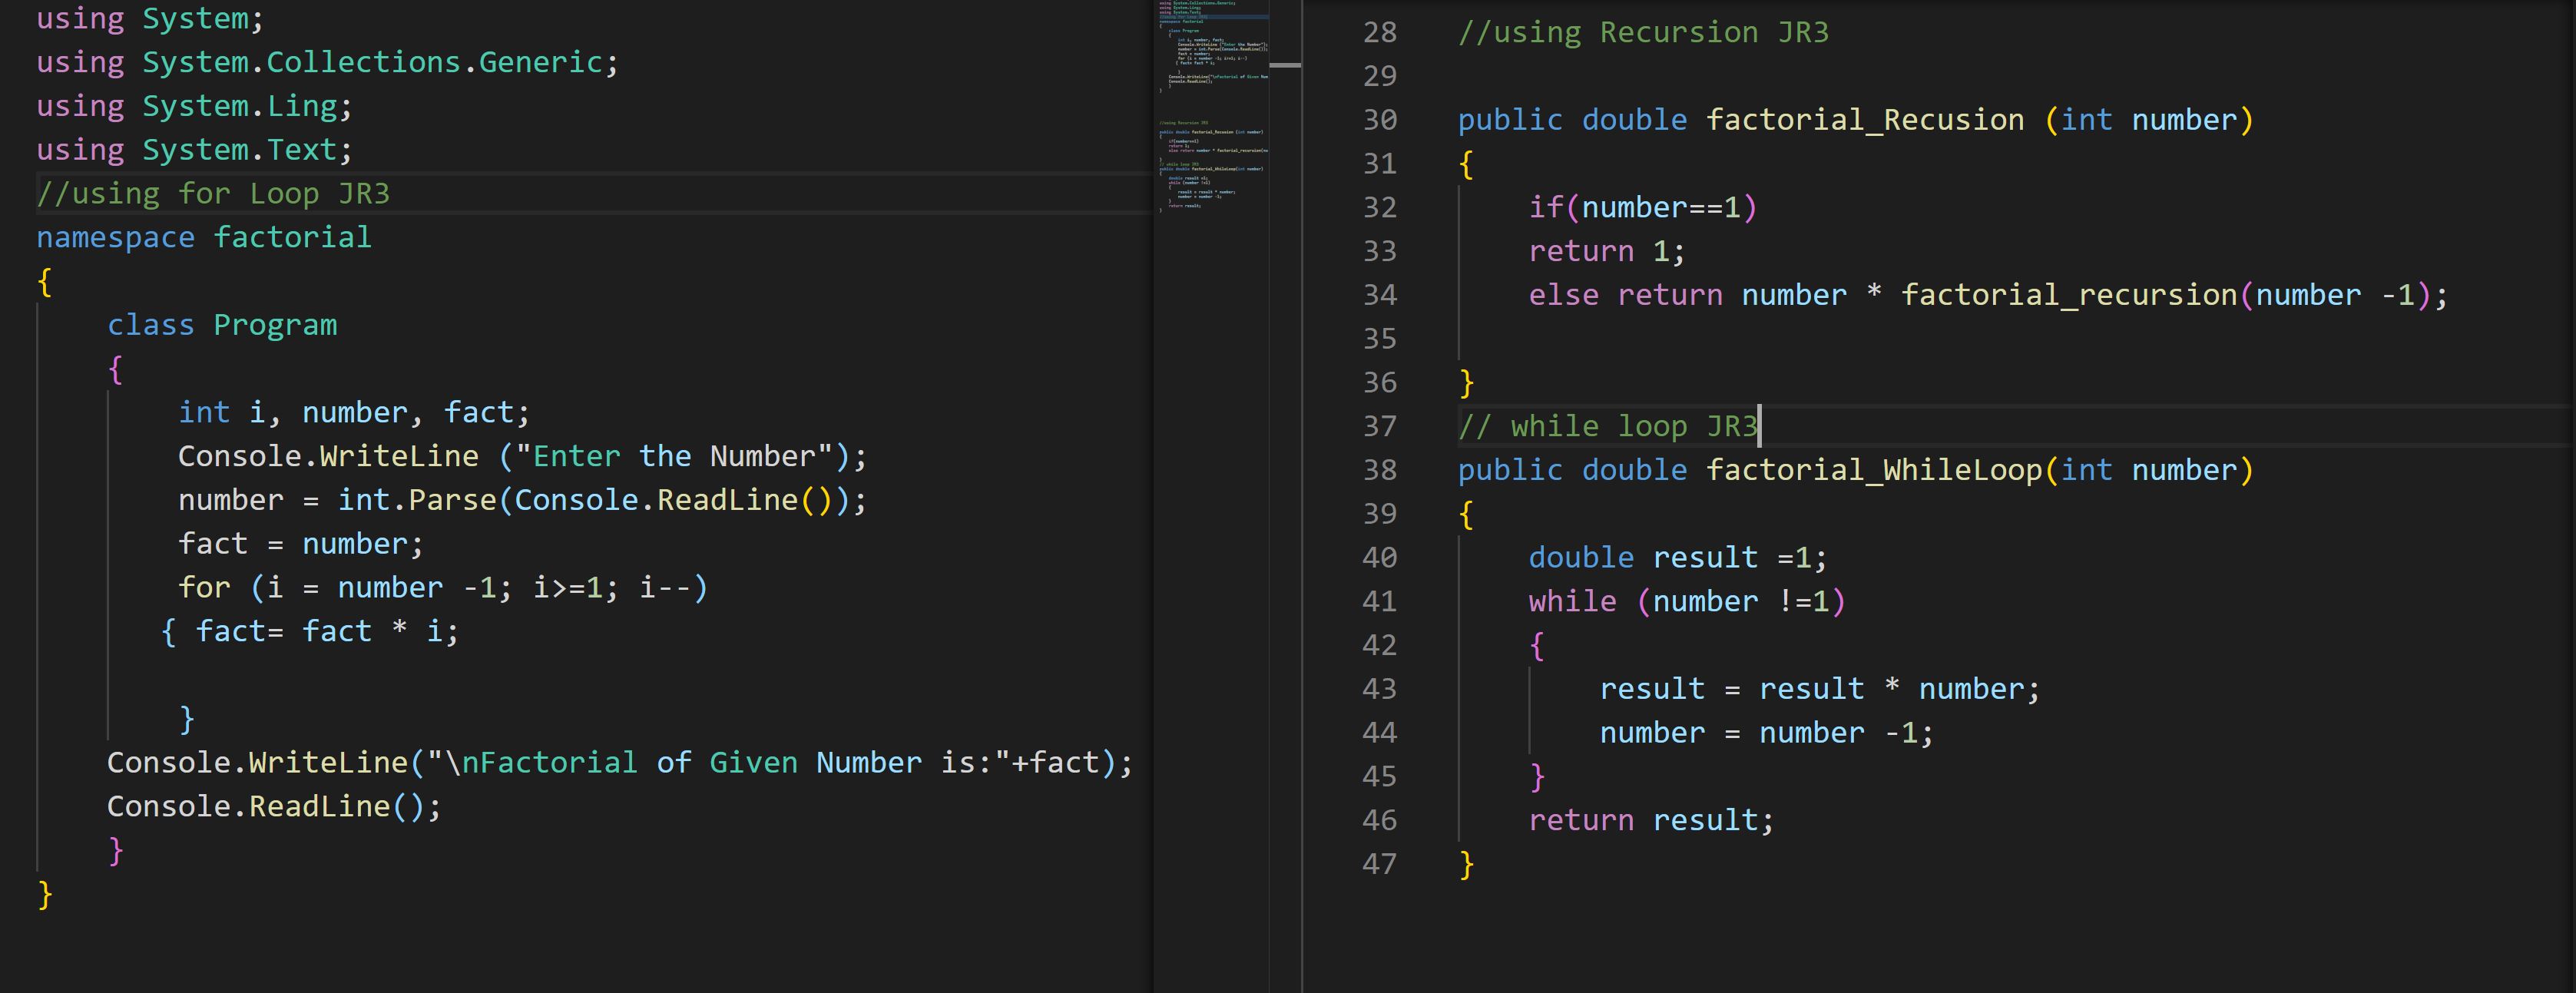 using System;
using System.Collections.Generic;
using System.Ling;
using System.Text;
//using for Loop JR3
namespace factorial
{
class Program
{
int i, number, fact;
Console.WriteLine ("Enter the Number");
number = int.Parse(Console.ReadLine());
fact = number;
for (i = number -1; i>=1; i--)
{ fact= fact * i;
}
Console.WriteLine("\nFactorial of Given Number is:"+fact);
Console.ReadLine();
}
}
28 //using Recursion JR3
29
30 public double factorial_Recusion (int number)
31 {
32 if(number==1)
33 return 1;
34 else return number * factorial_recursion(number -1);
35
36 }
37 // while loop JR3
38 public double factorial_WhileLoop(int number)
39 {
40 double result =1;
41 while (number !=1)
42 {
43 result = result * number;
44 number = number -1;
45 }
46 return result;
47 }